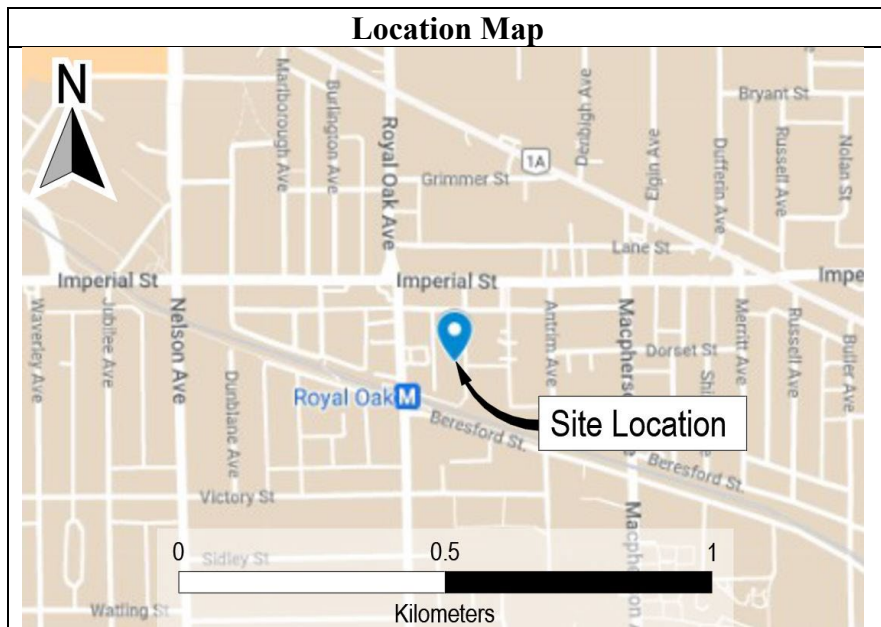 Location Map
N
Marlborough Ave
Burlington Ave
Royal Oak Ave
Grimmer St
1A
Denbigh Ave
Elgin Ave
Dufferin Ave
Bryant St
Russell Ave
Nolan St
Lane St
Imperial St
Imperial St
Impe
Waverley Ave
Jubilee Ave
Nelson Ave
Dunblane Ave
Antrim Ave
Macpherso
Dorset St
Merritt Ave
Russell Ave
Buller Ave
Royal Oak M
Beresford St.
Site Location
Beresford St.
Victory St
Sidley St
Watling St
0 0.5 1
Kilometers